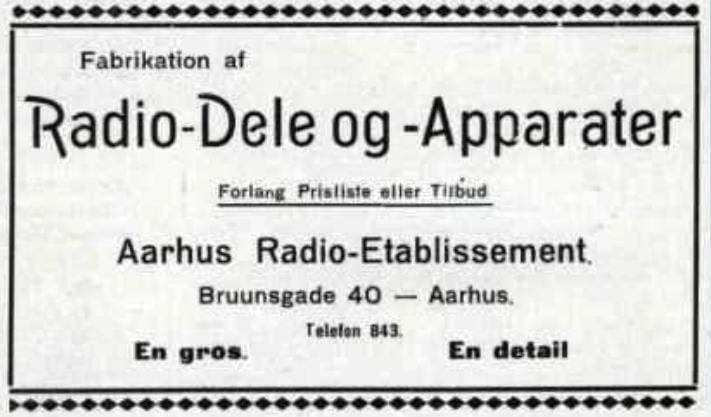 Fabrikation af
Radio-Dele og -Apparater
Forlang Prisliste eller Tilbud
Aarhus Radio-Etablissement.
Bruunsgade 40 — Aarhus.
Telefon 843.
En gros. En detail